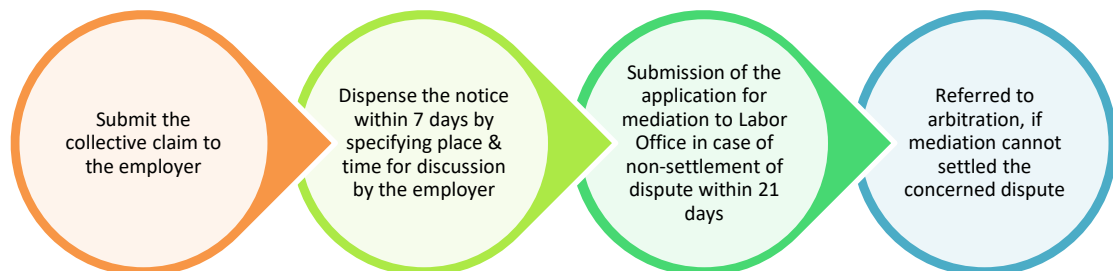 Submit the
collective claim to
the employer
Dispense the notice
within 7 days by
specifying place &
time for discussion
by the employer
Submission of the
application for
mediation to Labor
Office in case of
non-settlement of
dispute within 21
days
Referred to
arbitration, if
mediation cannot
settled the
concerned dispute